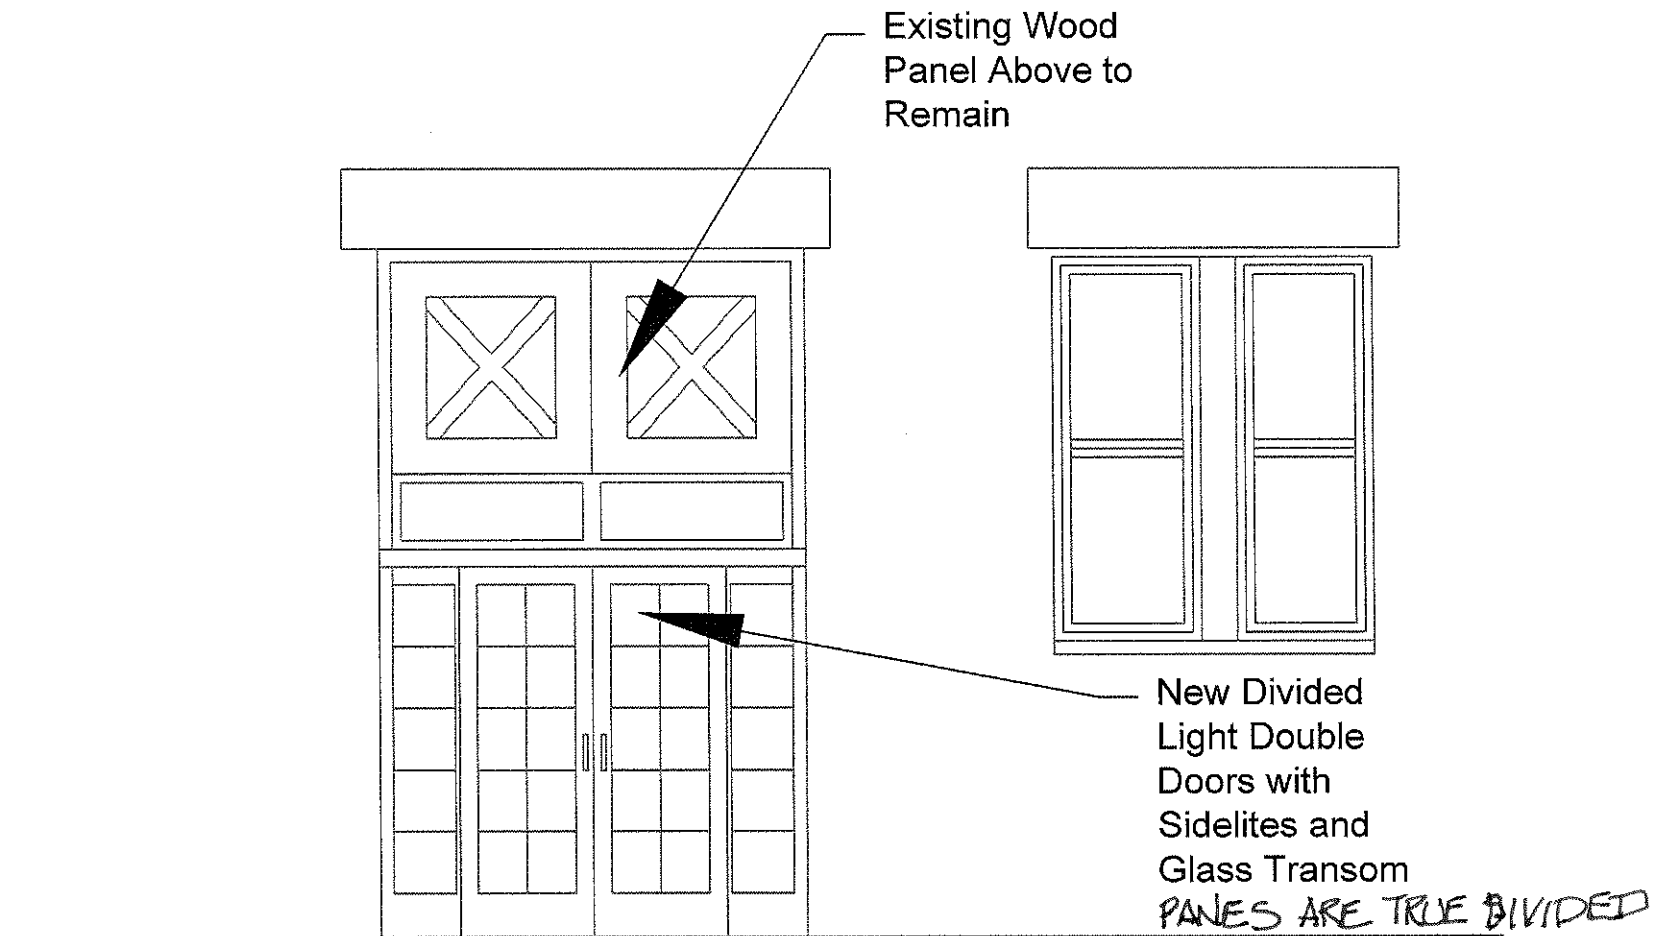 Existing Wood
Panel Above to
Remain
New Divided
Light Double
Doors with
Sidelites and
Glass Transom
PANES ARE TRUE DIVIDED